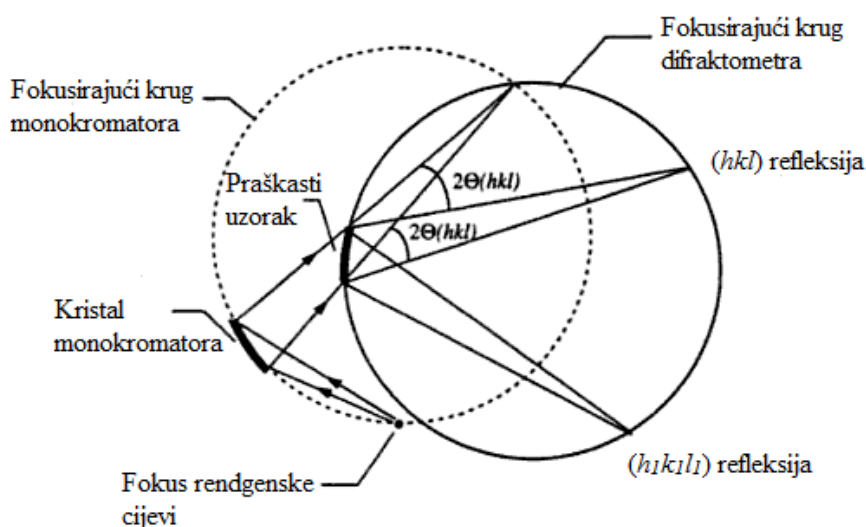 Fokusirajući krug
difraktometra
Fokusirajući krug
monokromatora
(hkl) refleksija
Praškasti
uzorak
2Θ(hkl)
2Θ(hkl)
Kristal
monokromatora
(h1k1l1) refleksija
Fokus rendgenske
cijevi